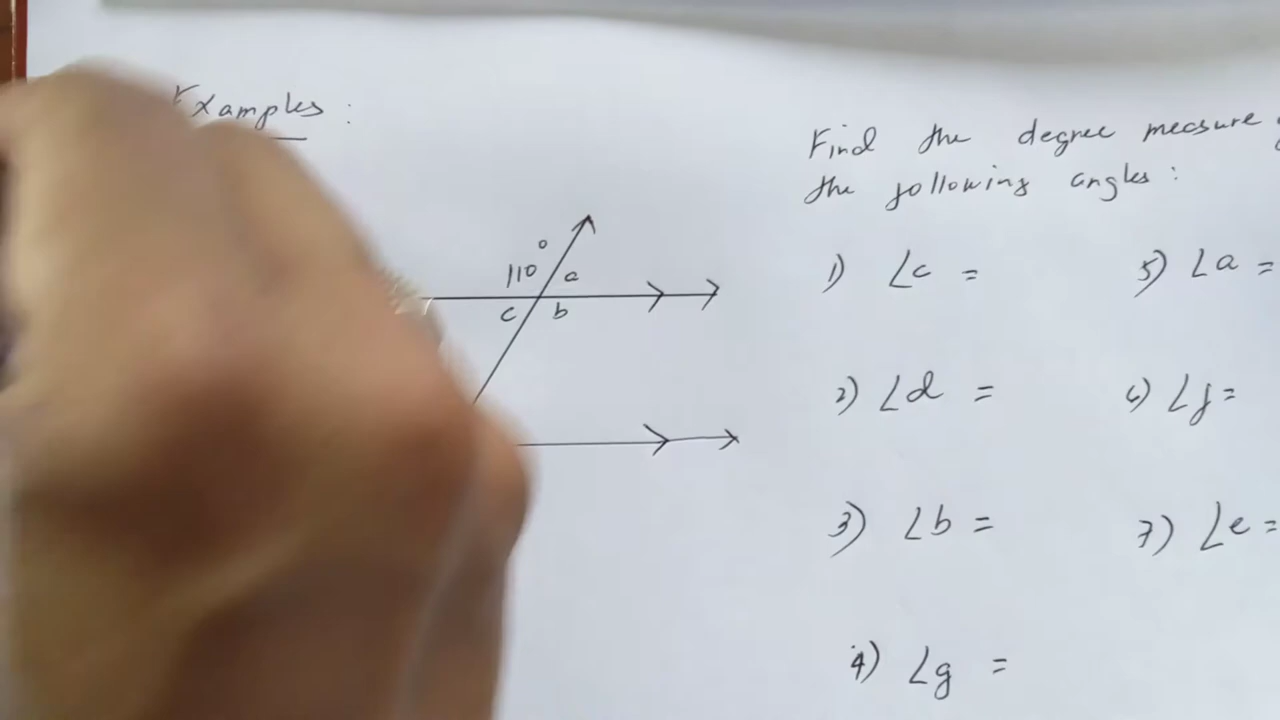 Examples :
Find the degree measure
the following angles :
110° a
c b
1) ∠c =
5) ∠a =
2) ∠d =
6) ∠f =
3) ∠b =
7) ∠e =
4) ∠g =